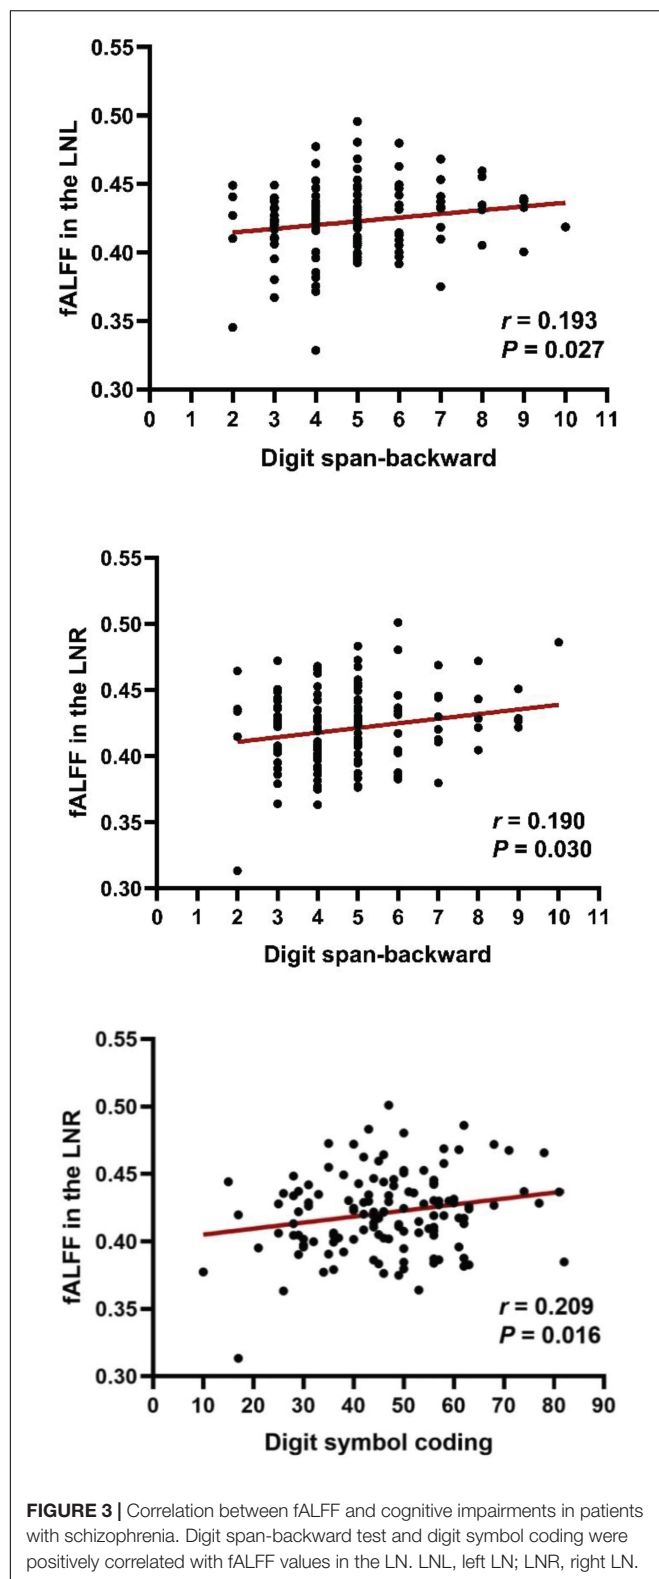 0.55
0.50
0.45
0.40
0.35
0.30
fALFF in the LNL
r = 0.193
P = 0.027
0 1 2 3 4 5 6 7 8 9 10 11
Digit span-backward
0.55
0.50
0.45
0.40
0.35
0.30
fALFF in the LNR
r = 0.190
P = 0.030
0 1 2 3 4 5 6 7 8 9 10 11
Digit span-backward
0.55
0.50
0.45
0.40
0.35
0.30
fALFF in the LNR
r = 0.209
P = 0.016
0 10 20 30 40 50 60 70 80 90
Digit symbol coding
FIGURE 3 | Correlation between fALFF and cognitive impairments in patients
with schizophrenia. Digit span-backward test and digit symbol coding were
positively correlated with fALFF values in the LN. LNL, left LN; LNR, right LN.